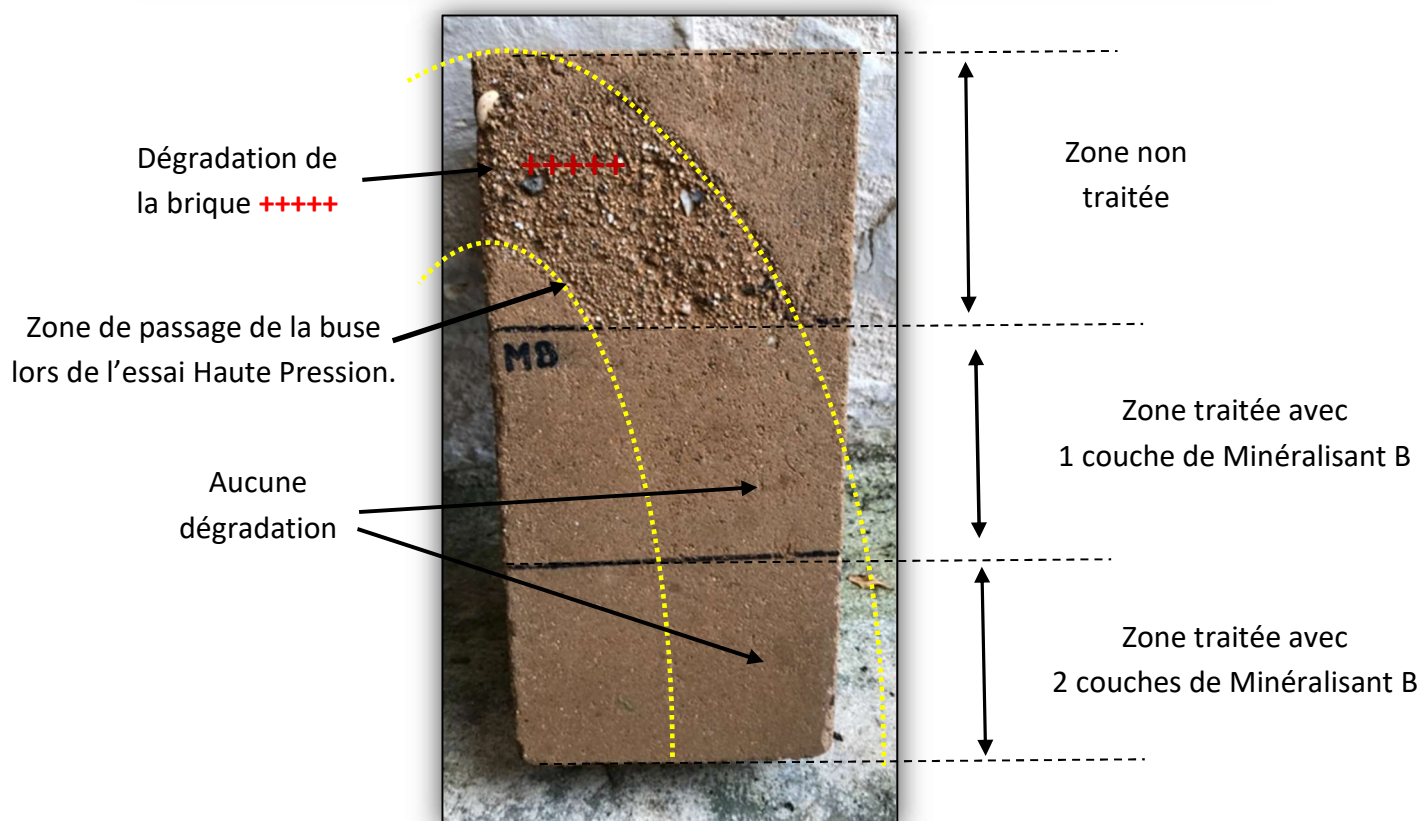 Dégradation de
la brique +++++
+++++
Zone non
traitée
Zone de passage de la buse
lors de l'essai Haute Pression.
MB
Zone traitée avec
1 couche de Minéralisant B
Aucune
dégradation
Zone traitée avec
2 couches de Minéralisant B